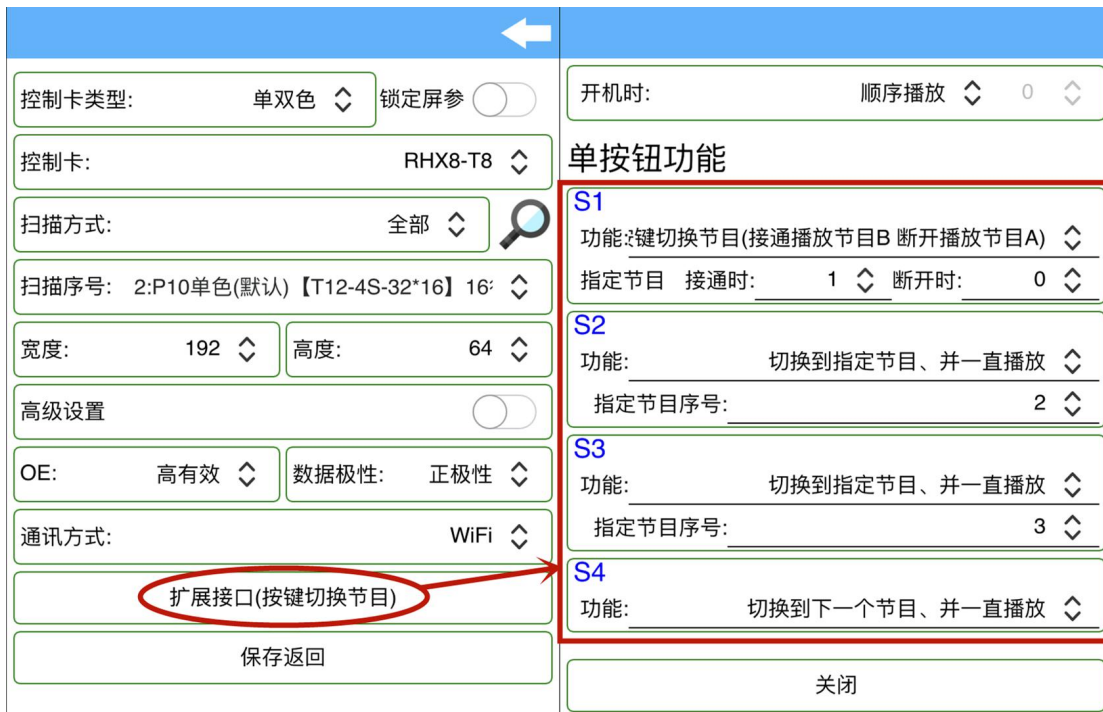 控制卡类型: 单双色 锁定屏参
控制卡: RHX8-T8
扫描方式: 全部
扫描序号: 2:P10单色(默认)【T12-4S-32*16】16
宽度: 192 高度: 64
高级设置
OE: 高有效 数据极性: 正极性
通讯方式: WiFi
扩展接口(按键切换节目)
保存返回
开机时: 顺序播放 0
单按钮功能
S1
功能: 键切换节目(接通播放节目B 断开播放节目A)
指定节目 接通时: 1 断开时: 0
S2
功能: 切换到指定节目、并一直播放
指定节目序号: 2
S3
功能: 切换到指定节目、并一直播放
指定节目序号: 3
S4
功能: 切换到下一个节目、并一直播放
关闭